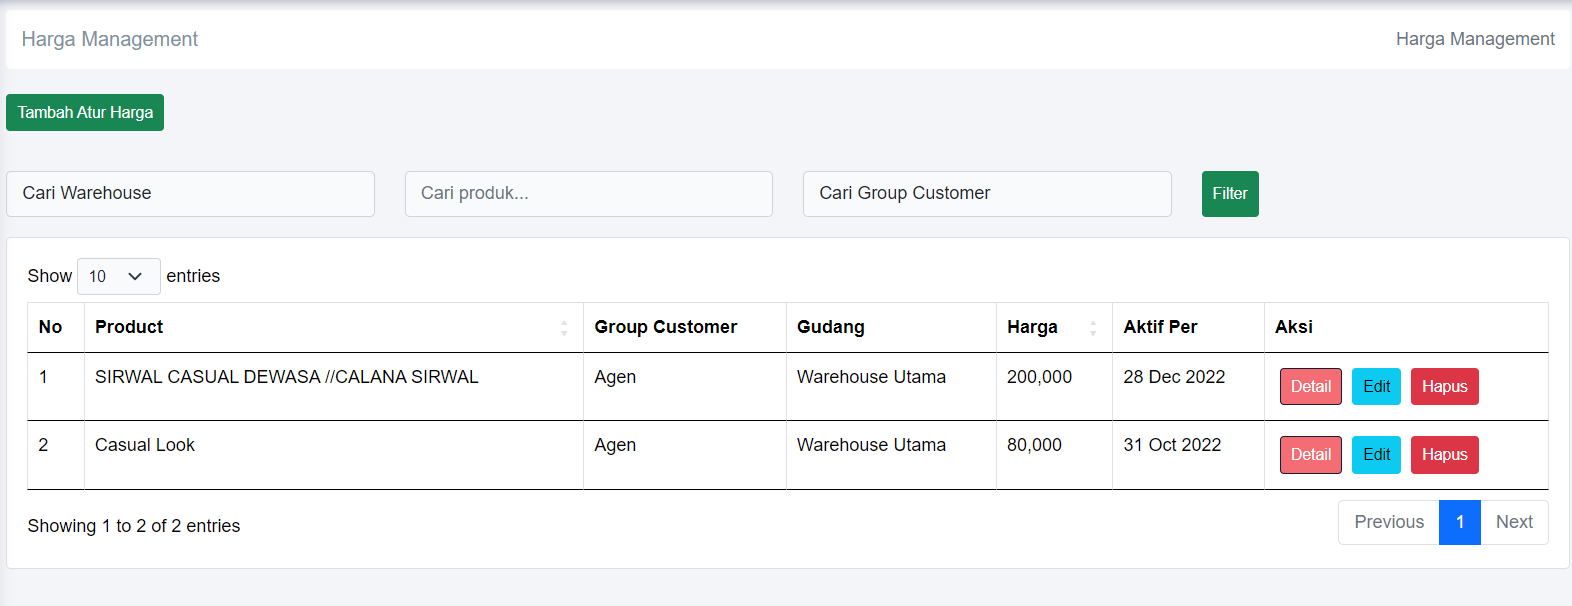 Harga Management
Harga Management
Tambah Atur Harga
Cari Warehouse
Cari produk...
Cari Group Customer
Filter
Show 10 entries
No Product Group Customer Gudang Harga Aktif Per Aksi
1 SIRWAL CASUAL DEWASA //CALANA SIRWAL Agen Warehouse Utama 200,000 28 Dec 2022 Detail Edit Hapus
2 Casual Look Agen Warehouse Utama 80,000 31 Oct 2022 Detail Edit Hapus
Showing 1 to 2 of 2 entries
Previous 1 Next